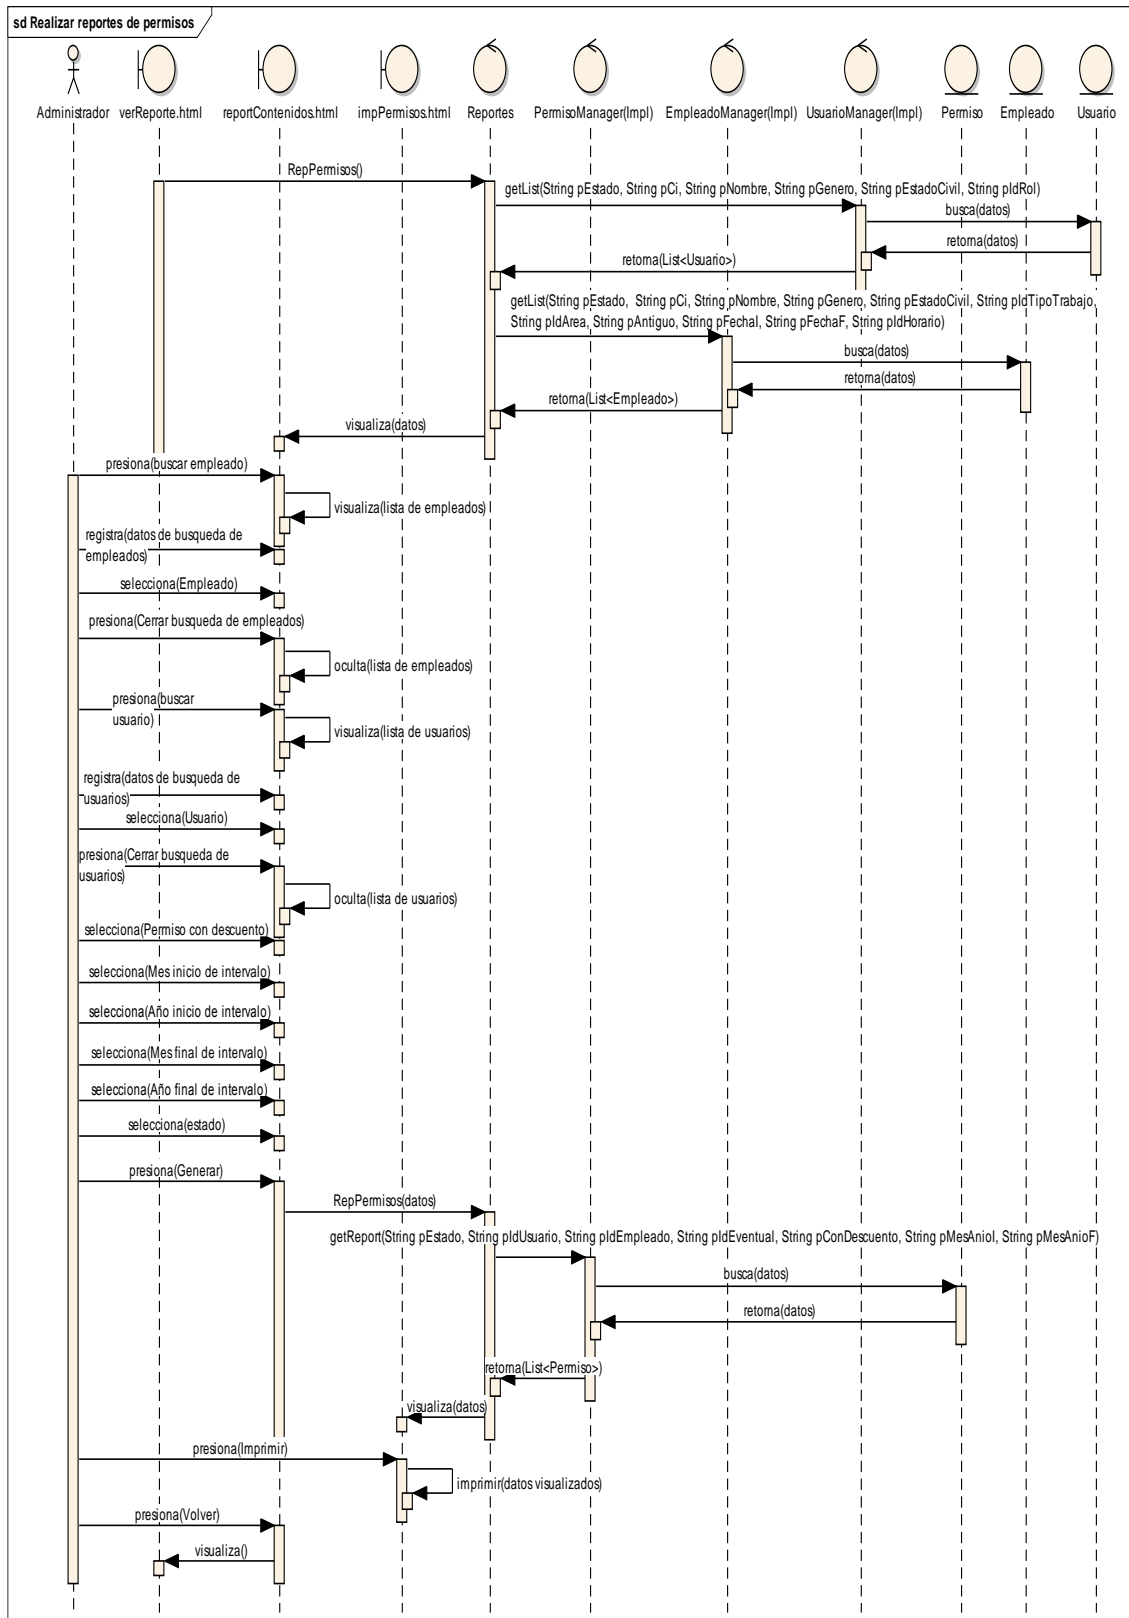 sd Realizar reportes de permisos
Administrador
verReporte.html
reportContenidos.html
impPermisos.html
Reportes
PermisoManager(Impl)
EmpleadoManager(Impl)
UsuarioManager(Impl)
Permiso
Empleado
Usuario
RepPermisos()
getList(String pEstado, String pCi, String pNombre, String pGenero, String pEstadoCivil, String pIdRol)
busca(datos)
retorna(datos)
retorna(List<Usuario>)
getList(String pEstado, String pCi, String pNombre, String pGenero, String pEstadoCivil, String pIdTipoTrabajo,
String pIdArea, String pAntiguo, String pFechaI, String pFechaF, String pIdHorario)
busca(datos)
retorna(datos)
retorna(List<Empleado>)
visualiza(datos)
presiona(buscar empleado)
visualiza(lista de empleados)
registra(datos de busqueda de
empleados)
selecciona(Empleado)
presiona(Cerrar busqueda de empleados)
oculta(lista de empleados)
presiona(buscar
usuario)
visualiza(lista de usuarios)
registra(datos de busqueda de
usuarios)
selecciona(Usuario)
presiona(Cerrar busqueda de
usuarios)
oculta(lista de usuarios)
selecciona(Permiso con descuento)
selecciona(Mes inicio de intervalo)
selecciona(Año inicio de intervalo)
selecciona(Mes final de intervalo)
selecciona(Año final de intervalo)
selecciona(estado)
presiona(Generar)
RepPermisos(datos)
getReport(String pEstado, String pIdUsuario, String pIdEmpleado, String pIdEventual, String pConDescuento, String pMesAnioI, String pMesAnioF)
busca(datos)
retorna(datos)
retorna(List<Permiso>)
visualiza(datos)
presiona(Imprimir)
imprimir(datos visualizados)
presiona(Volver)
visualiza()